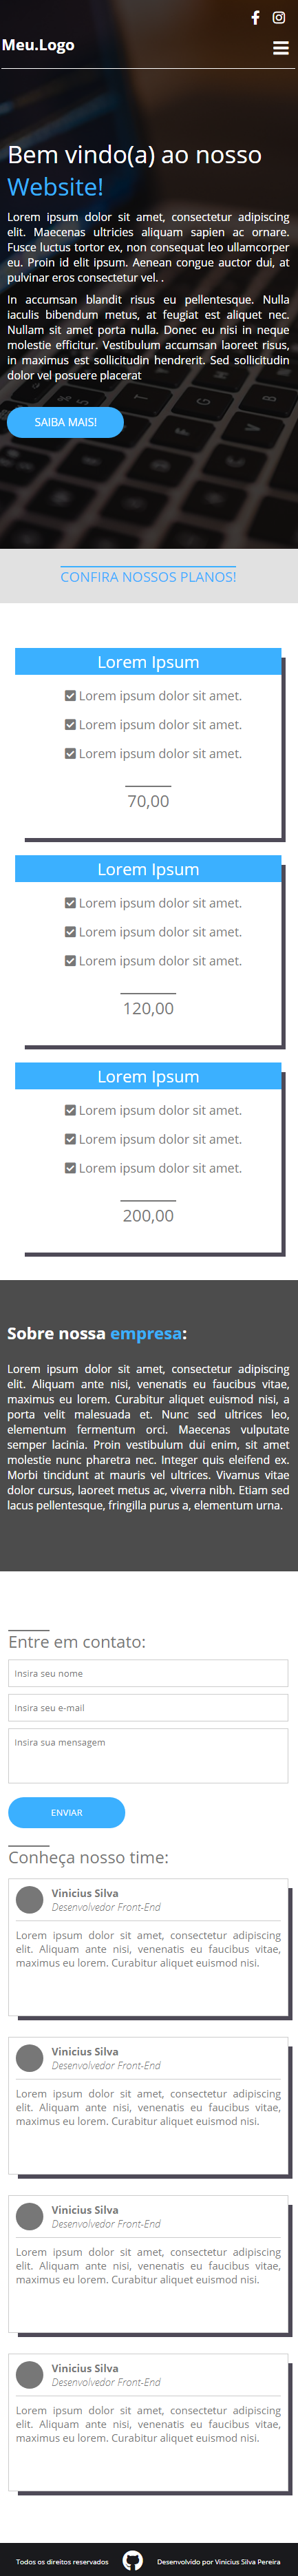 Meu.Logo
Bem vindo(a) ao nosso
Website!
Lorem ipsum dolor sit amet, consectetur adipiscing
elit. Maecenas ultricies aliquam sapien ac ornare.
Fusce luctus tortor ex, non consequat leo ullamcorper
eu. Proin id elit ipsum. Aenean congue auctor dui, at
pulvinar eros consectetur vel. .
In accumsan blandit risus eu pellentesque. Nulla
iaculis bibendum metus, at feugiat est aliquet nec.
Nullam sit amet porta nulla. Donec eu nisi in neque
molestie efficitur. Vestibulum accumsan laoreet risus,
in maximus est sollicitudin hendrerit. Sed sollicitudin
dolor vel posuere placerat
SAIBA MAIS!
CONFIRA NOSSOS PLANOS!
Lorem Ipsum
Lorem ipsum dolor sit amet.
Lorem ipsum dolor sit amet.
Lorem ipsum dolor sit amet.
70,00
Lorem Ipsum
Lorem ipsum dolor sit amet.
Lorem ipsum dolor sit amet.
Lorem ipsum dolor sit amet.
120,00
Lorem Ipsum
Lorem ipsum dolor sit amet.
Lorem ipsum dolor sit amet.
Lorem ipsum dolor sit amet.
200,00
Sobre nossa empresa:
Lorem ipsum dolor sit amet, consectetur adipiscing
elit. Aliquam ante nisi, venenatis eu faucibus vitae,
maximus eu lorem. Curabitur aliquet euismod nisi, a
porta velit malesuada et. Nunc sed ultrices leo,
elementum fermentum orci. Maecenas vulputate
semper lacinia. Proin vestibulum dui enim, sit amet
molestie nunc pharetra nec. Integer quis eleifend ex.
Morbi tincidunt at mauris vel ultrices. Vivamus vitae
dolor cursus, laoreet metus ac, viverra nibh. Etiam sed
lacus pellentesque, fringilla purus a, elementum urna.
Entre em contato:
Insira seu nome
Insira seu e-mail
Insira sua mensagem
ENVIAR
Conheça nosso time:
Vinicius Silva
Desenvolvedor Front-End
Lorem ipsum dolor sit amet, consectetur adipiscing
elit. Aliquam ante nisi, venenatis eu faucibus vitae,
maximus eu lorem. Curabitur aliquet euismod nisi.
Vinicius Silva
Desenvolvedor Front-End
Lorem ipsum dolor sit amet, consectetur adipiscing
elit. Aliquam ante nisi, venenatis eu faucibus vitae,
maximus eu lorem. Curabitur aliquet euismod nisi.
Vinicius Silva
Desenvolvedor Front-End
Lorem ipsum dolor sit amet, consectetur adipiscing
elit. Aliquam ante nisi, venenatis eu faucibus vitae,
maximus eu lorem. Curabitur aliquet euismod nisi.
Vinicius Silva
Desenvolvedor Front-End
Lorem ipsum dolor sit amet, consectetur adipiscing
elit. Aliquam ante nisi, venenatis eu faucibus vitae,
maximus eu lorem. Curabitur aliquet euismod nisi.
Todos os direitos reservados
Desenvolvido por Vinicius Silva Pereira